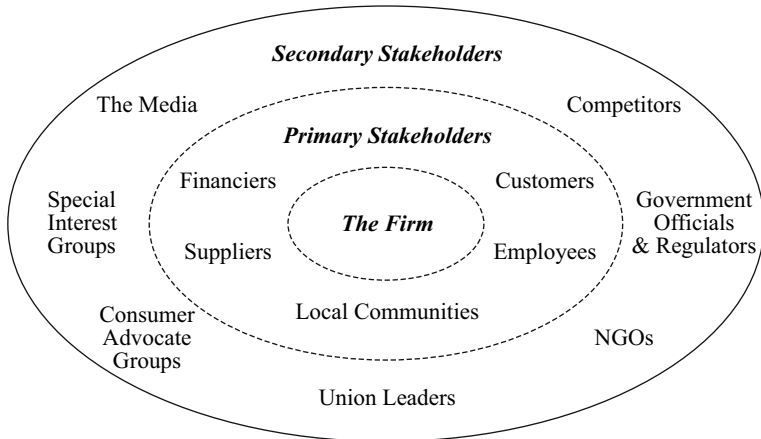 Secondary Stakeholders
The Media
Competitors
Primary Stakeholders
Financiers
Customers
Special
Interest
Groups
The Firm
Government
Officials
& Regulators
Suppliers
Employees
Local Communities
Consumer
Advocate
Groups
NGOs
Union Leaders